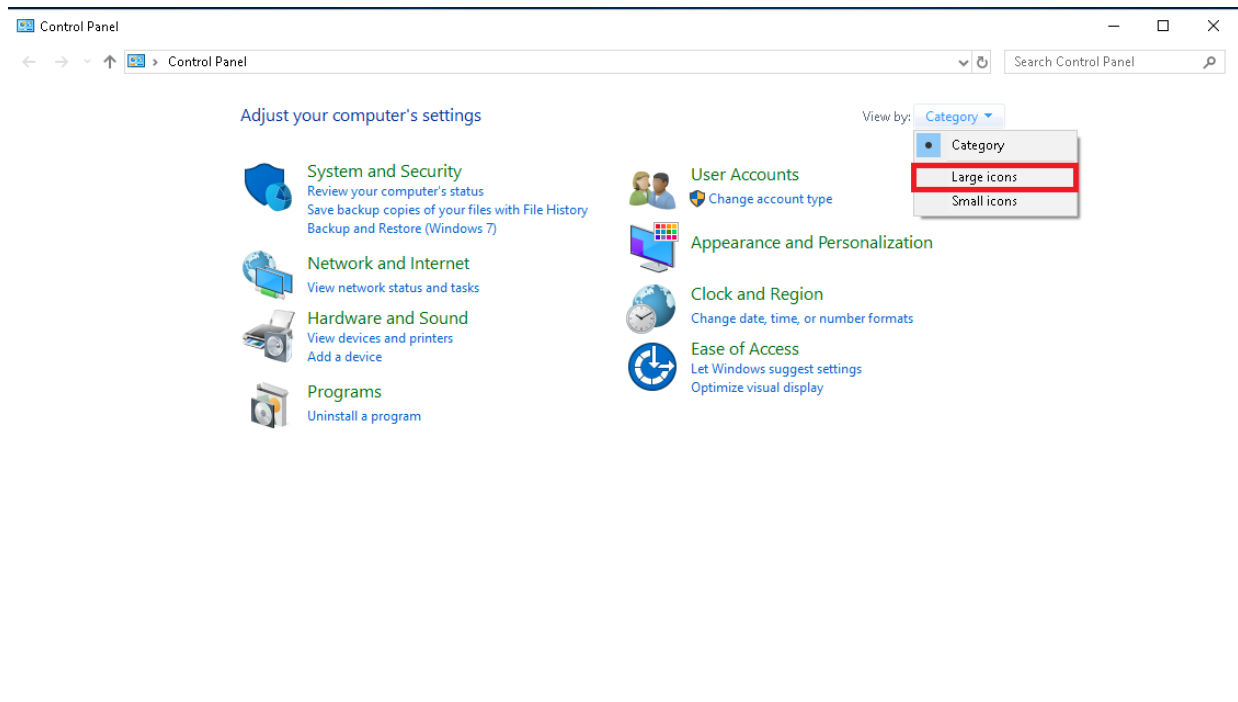 Control Panel
Control Panel
Search Control Panel
Adjust your computer's settings
View by: Category
Category
Large icons
Small icons
System and Security
Review your computer's status
Save backup copies of your files with File History
Backup and Restore (Windows 7)
Network and Internet
View network status and tasks
Hardware and Sound
View devices and printers
Add a device
Programs
Uninstall a program
User Accounts
Change account type
Appearance and Personalization
Clock and Region
Change date, time, or number formats
Ease of Access
Let Windows suggest settings
Optimize visual display